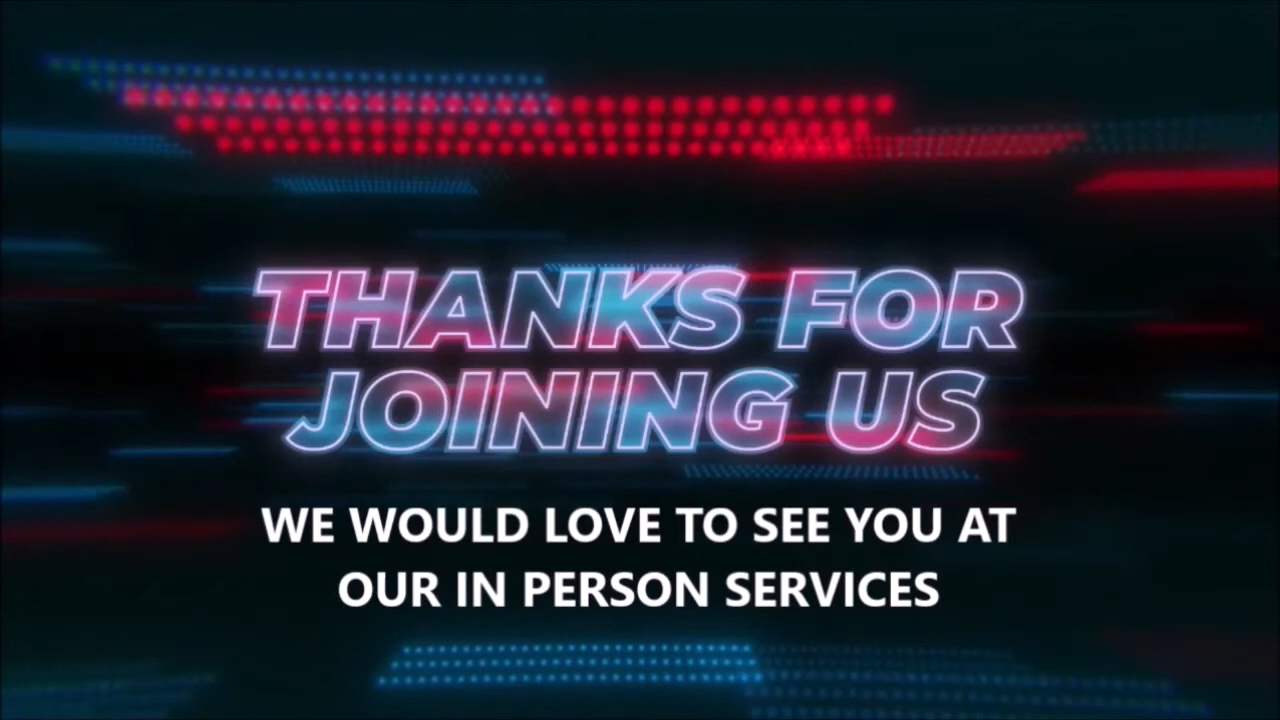 THANKS FOR
JOINING US
WE WOULD LOVE TO SEE YOU AT
OUR IN PERSON SERVICES